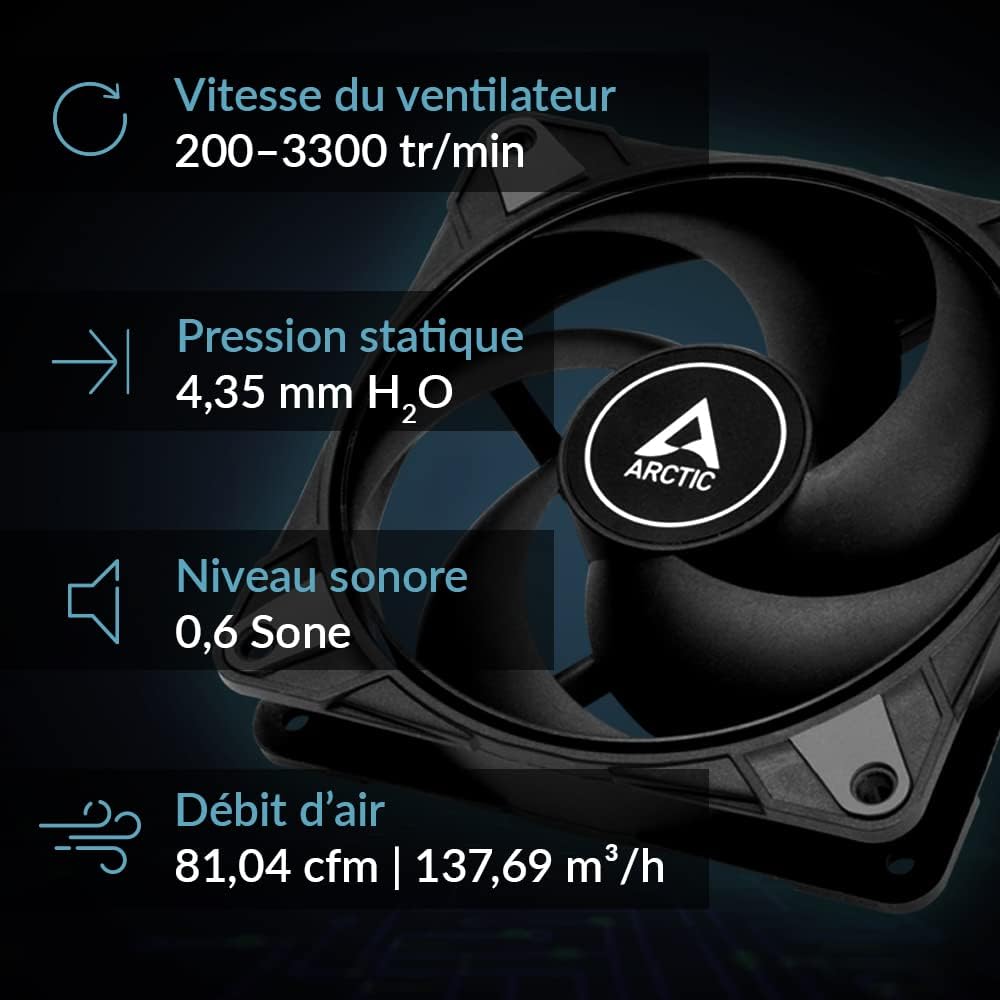 Vitesse du ventilateur
200–3300 tr/min
Pression statique
4,35 mm H₂O
ARCTIC
Niveau sonore
0,6 Sone
Débit d’air
81,04 cfm | 137,69 m³/h